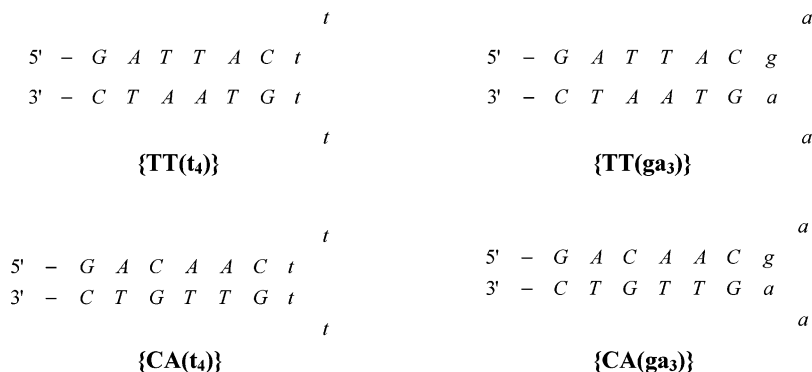 t
5' – G A T T A C t
3' – C T A A T G t
t
{TT(t₄)}
a
5' – G A T T A C g
3' – C T A A T G a
a
{TT(ga₃)}
t
5' – G A C A A C t
3' – C T G T T G t
t
{CA(t₄)}
a
5' – G A C A A C g
3' – C T G T T G a
a
{CA(ga₃)}